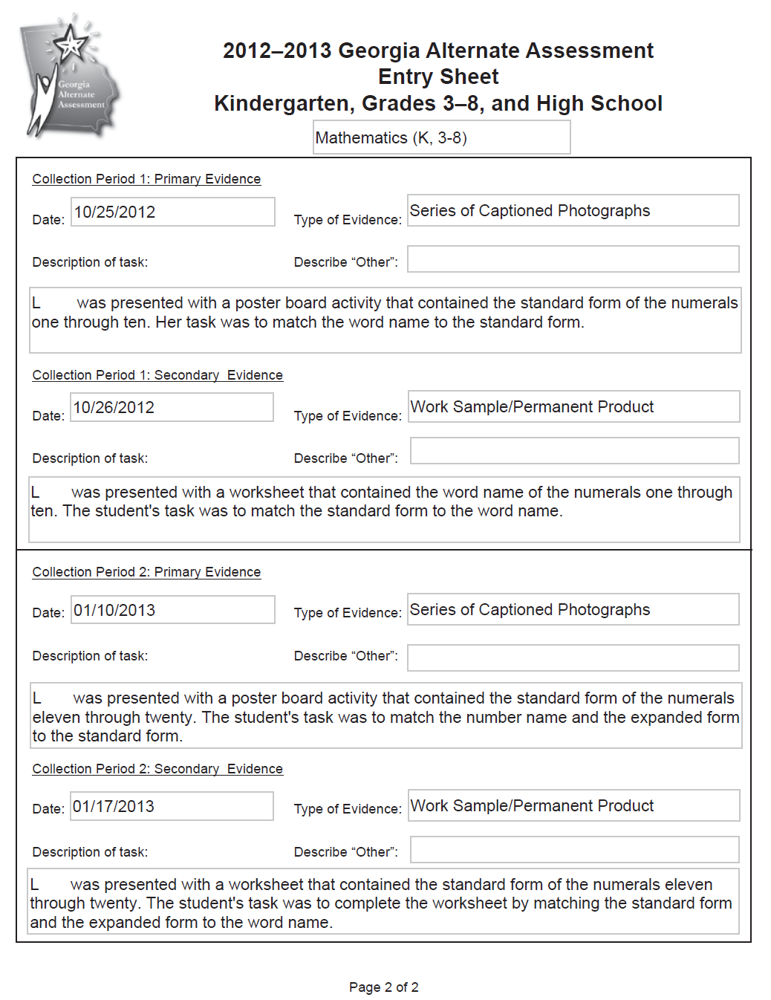 Georgia
Alternate
Assessment
2012–2013 Georgia Alternate Assessment
Entry Sheet
Kindergarten, Grades 3–8, and High School
Mathematics (K, 3-8)
Collection Period 1: Primary Evidence
Date: 10/25/2012 Type of Evidence: Series of Captioned Photographs
Description of task: Describe “Other”:
L was presented with a poster board activity that contained the standard form of the numerals
one through ten. Her task was to match the word name to the standard form.
Collection Period 1: Secondary Evidence
Date: 10/26/2012 Type of Evidence: Work Sample/Permanent Product
Description of task: Describe “Other”:
L was presented with a worksheet that contained the word name of the numerals one through
ten. The student's task was to match the standard form to the word name.
Collection Period 2: Primary Evidence
Date: 01/10/2013 Type of Evidence: Series of Captioned Photographs
Description of task: Describe “Other”:
L was presented with a poster board activity that contained the standard form of the numerals
eleven through twenty. The student's task was to match the number name and the expanded form
to the standard form.
Collection Period 2: Secondary Evidence
Date: 01/17/2013 Type of Evidence: Work Sample/Permanent Product
Description of task: Describe “Other”:
L was presented with a worksheet that contained the standard form of the numerals eleven
through twenty. The student's task was to complete the worksheet by matching the standard form
and the expanded form to the word name.
Page 2 of 2